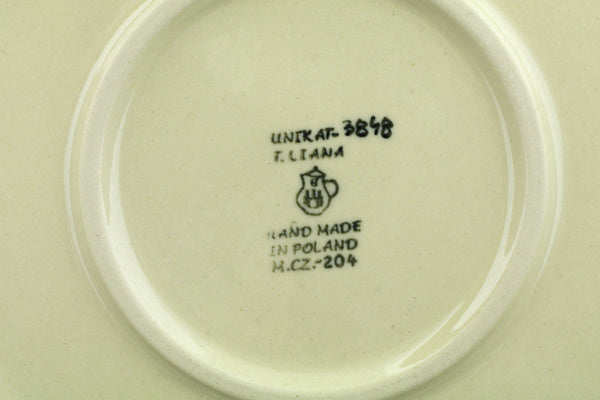 UNIKAT-3848
T. LIANA
HAND MADE
IN POLAND
M.CZ.-204